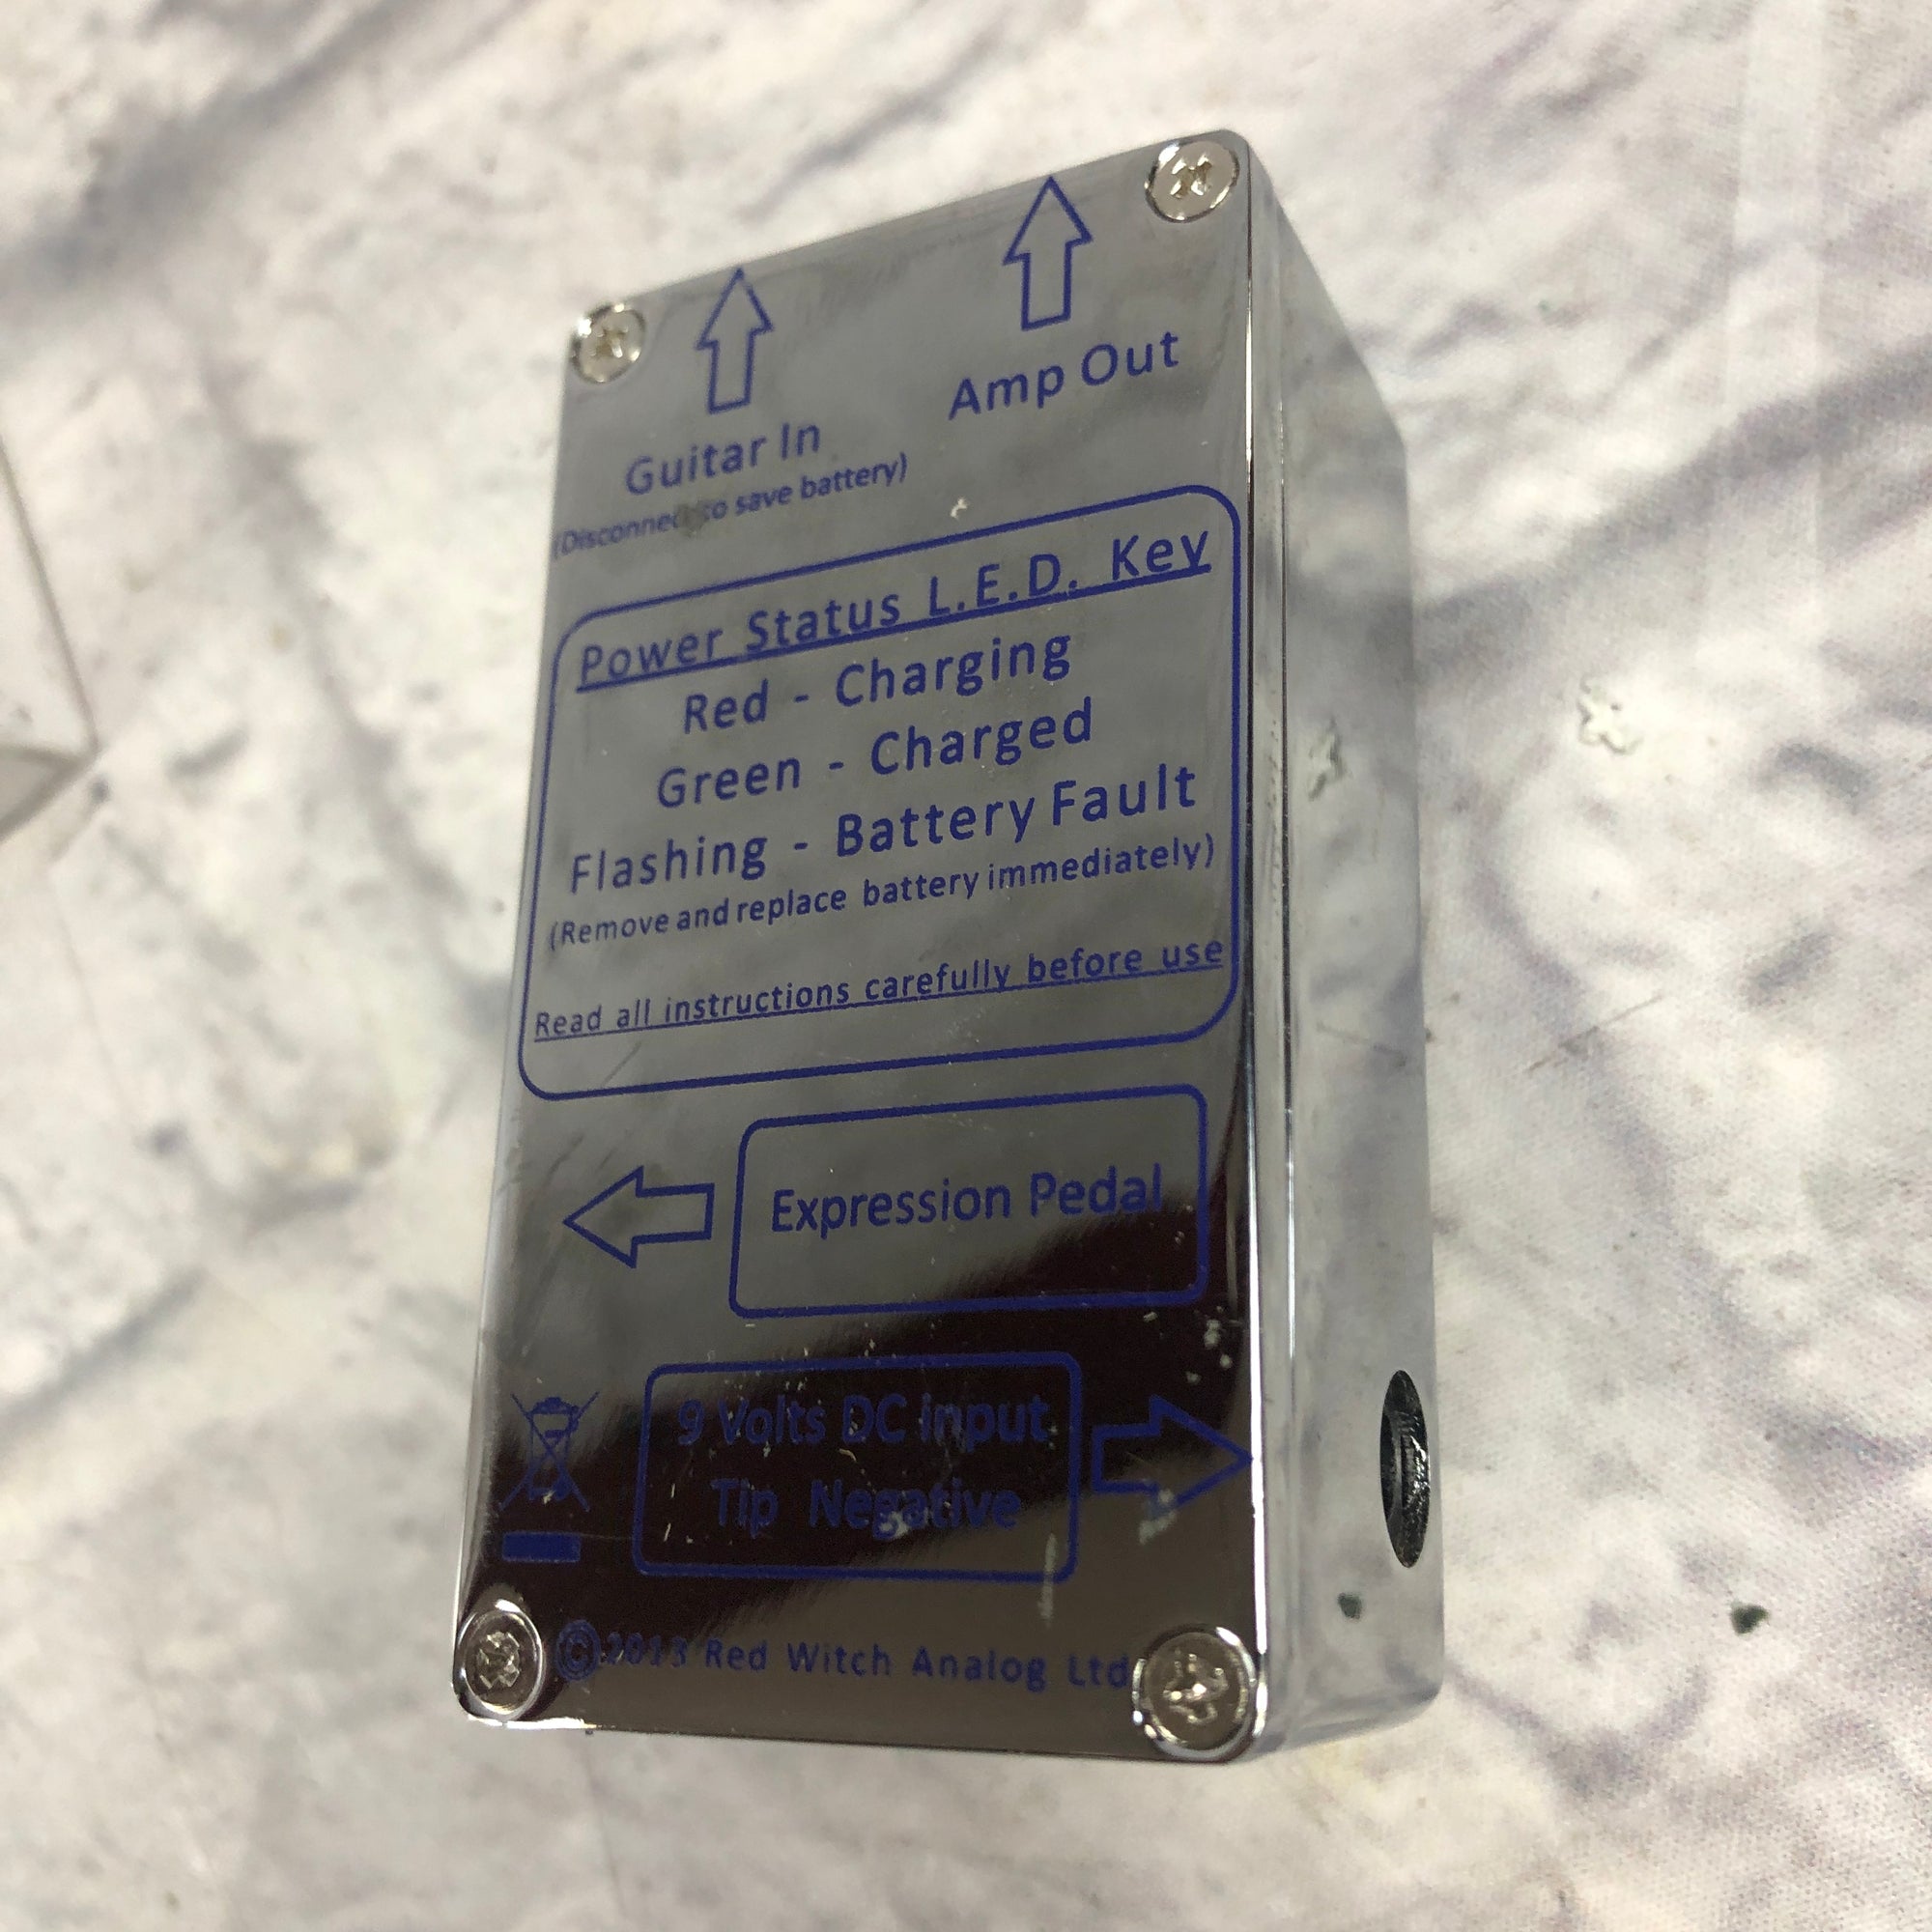 Guitar In
(Disconnect to save battery)
Amp Out
Power Status L.E.D. Key
Red - Charging
Green - Charged
Flashing - Battery Fault
(Remove and replace battery immediately)
Read all instructions carefully before use
Expression Pedal
9 Volts DC input
Tip Negative
©2013 Red Witch Analog Ltd